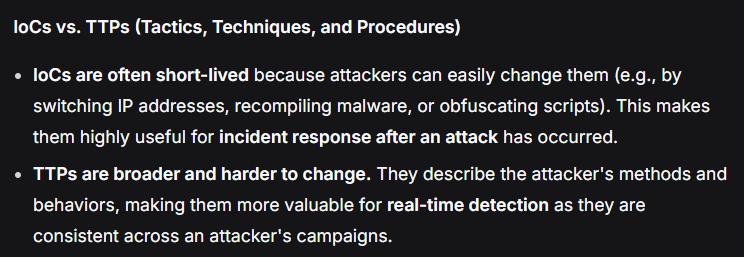 IoCs vs. TTPs (Tactics, Techniques, and Procedures)
• IoCs are often short-lived because attackers can easily change them (e.g., by
switching IP addresses, recompiling malware, or obfuscating scripts). This makes
them highly useful for incident response after an attack has occurred.
• TTPs are broader and harder to change. They describe the attacker's methods and
behaviors, making them more valuable for real-time detection as they are
consistent across an attacker's campaigns.